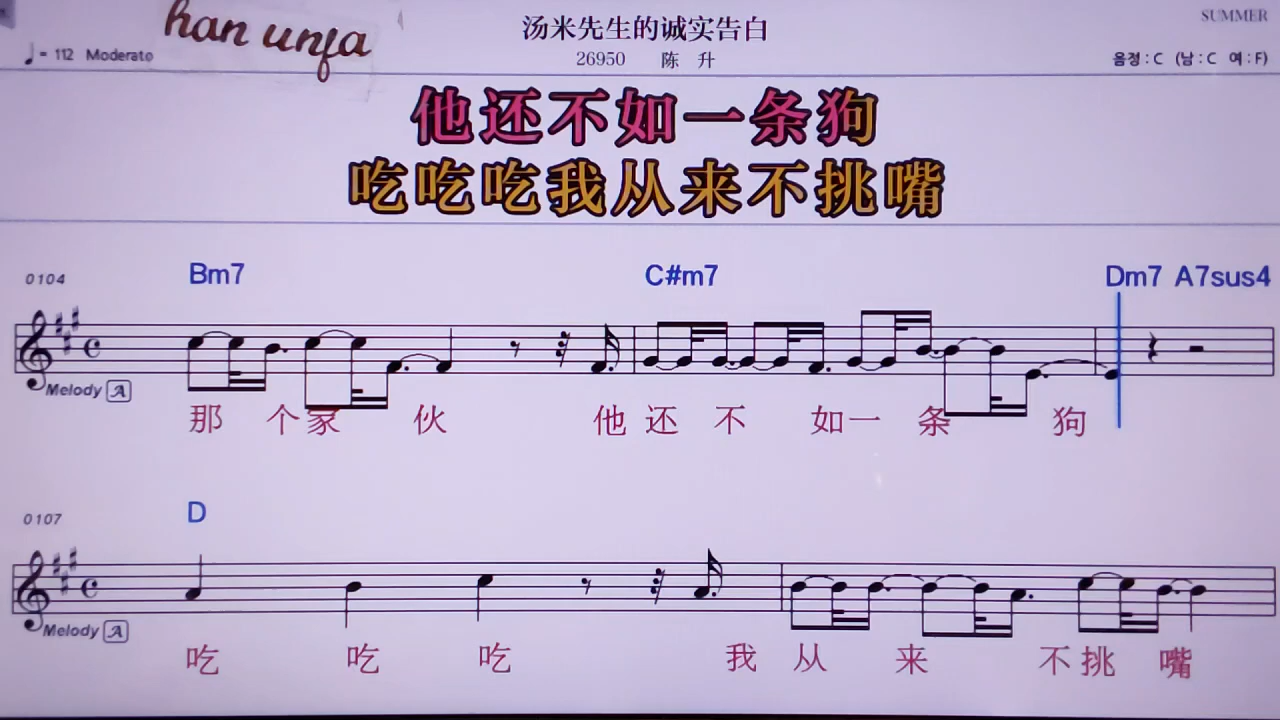 han unfa
汤米先生的诚实告白
SUMMER
♩= 112 Moderato
26950 陈 升
음정 : C (남 : C 여 : F)
他还不如一条狗
吃吃吃我从来不挑嘴
0104 Bm7 C#m7 Dm7 A7sus4
Melody A
那 个 家 伙 他 还 不 如 一 条 狗
0107 D
Melody A
吃 吃 吃 我 从 来 不 挑 嘴